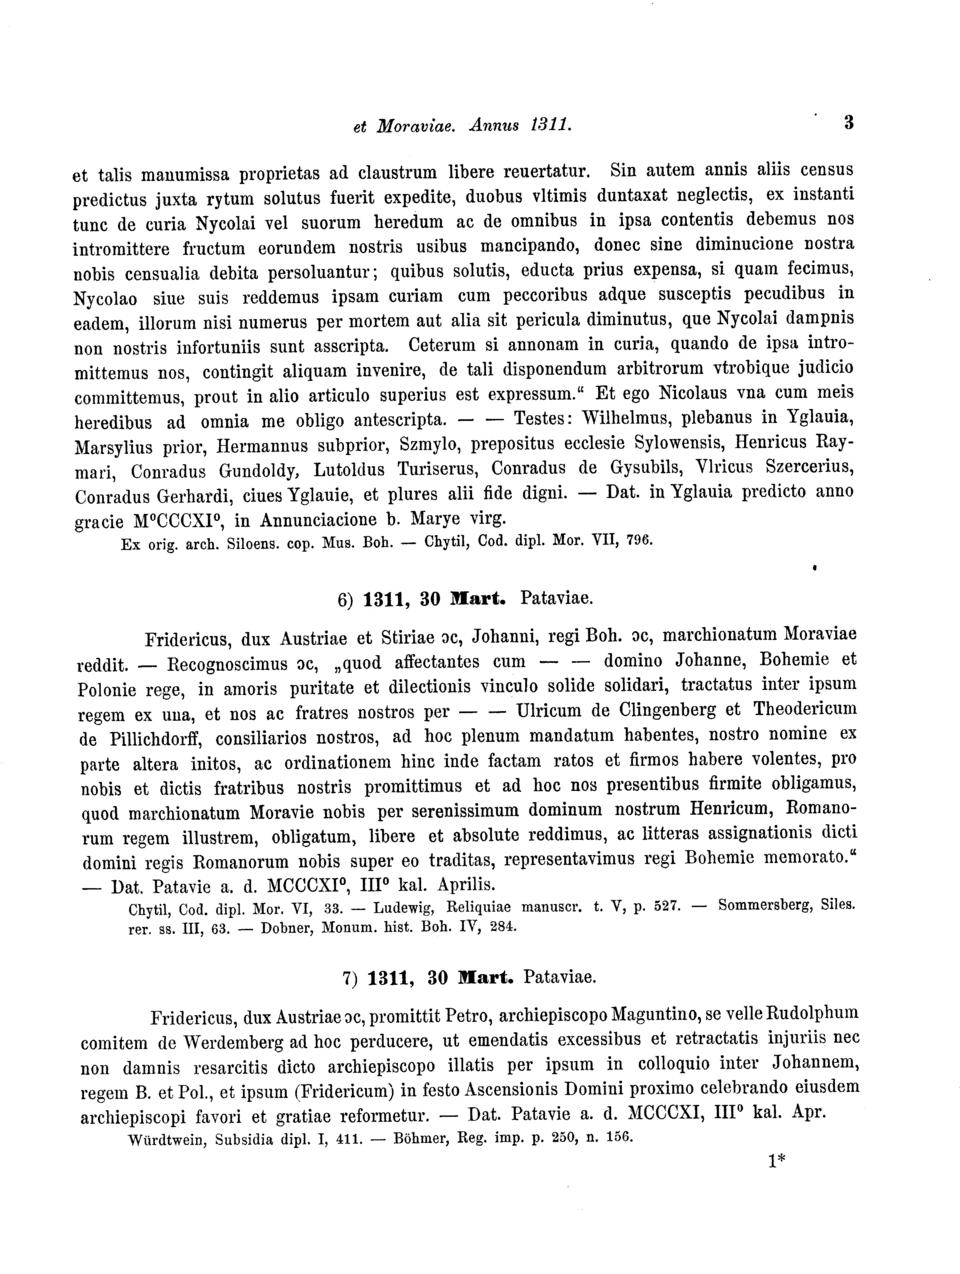 et Moraviae. Annus 1311.
3
et talis manumissa proprietas ad claustrum libere reuertatur. Sin autem annis aliis census
predictus juxta rytum solutus fuerit expedite, duobus vltimis duntaxat neglectis, ex instanti
tunc de curia Nycolai vel suorum heredum ac de omnibus in ipsa contentis debemus nos
intromittere fructum eorundem nostris usibus mancipando, donec sine diminucione nostra
nobis censualia debita persoluantur; quibus solutis, educta prius expensa, si quam fecimus,
Nycolao siue suis reddemus ipsam curiam cum peccoribus adque susceptis pecudibus in
eadem, illorum nisi numerus per mortem aut alia sit pericula diminutus, que Nycolai dampnis
non nostris infortuniis sunt asscripta. Ceterum si annonam in curia, quando de ipsa intro-
mittemus nos, contingit aliquam invenire, de tali disponendum arbitrorum vtrobique judicio
committemus, prout in alio articulo superius est expressum.“ Et ego Nicolaus vna cum meis
heredibus ad omnia me obligo antescripta. — — Testes: Wilhelmus, plebanus in Yglauia,
Marsylius prior, Hermannus subprior, Szmylo, prepositus ecclesie Sylowensis, Henricus Ray-
mari, Conradus Gundoldy, Lutoldus Turiserus, Conradus de Gysubils, Vlricus Szercerius,
Conradus Gerhardi, ciues Yglauie, et plures alii fide digni. — Dat. in Yglauia predicto anno
gracie M⁰CCCXI⁰, in Annunciacione b. Marye virg.
Ex orig. arch. Siloens. cop. Mus. Boh. — Chytil, Cod. dipl. Mor. VII, 796.
6) 1311, 30 Mart. Pataviae.
Fridericus, dux Austriae et Stiriae ɔc, Johanni, regi Boh. ɔc, marchionatum Moraviae
reddit. — Recognoscimus ɔc, „quod affectantes cum — — domino Johanne, Bohemie et
Polonie rege, in amoris puritate et dilectionis vinculo solide solidari, tractatus inter ipsum
regem ex una, et nos ac fratres nostros per — — Ulricum de Clingenberg et Theodericum
de Pillichdorff, consiliarios nostros, ad hoc plenum mandatum habentes, nostro nomine ex
parte altera initos, ac ordinationem hinc inde factam ratos et firmos habere volentes, pro
nobis et dictis fratribus nostris promittimus et ad hoc nos presentibus firmite obligamus,
quod marchionatum Moravie nobis per serenissimum dominum nostrum Henricum, Romano-
rum regem illustrem, obligatum, libere et absolute reddimus, ac litteras assignationis dicti
domini regis Romanorum nobis super eo traditas, representavimus regi Bohemie memorato.“
— Dat. Patavie a. d. MCCCXI⁰, III⁰ kal. Aprilis.
Chytil, Cod. dipl. Mor. VI, 33. — Ludewig, Reliquiae manuscr. t. V, p. 527. — Sommersberg, Siles.
rer. ss. III, 63. — Dobner, Monum. hist. Boh. IV, 284.
7) 1311, 30 Mart. Pataviae.
Fridericus, dux Austriae ɔc, promittit Petro, archiepiscopo Maguntino, se velle Rudolphum
comitem de Werdemberg ad hoc perducere, ut emendatis excessibus et retractatis injuriis nec
non damnis resarcitis dicto archiepiscopo illatis per ipsum in colloquio inter Johannem,
regem B. et Pol., et ipsum (Fridericum) in festo Ascensionis Domini proximo celebrando eiusdem
archiepiscopi favori et gratiae reformetur. — Dat. Patavie a. d. MCCCXI, III⁰ kal. Apr.
Würdtwein, Subsidia dipl. I, 411. — Böhmer, Reg. imp. p. 250, n. 156.
1*